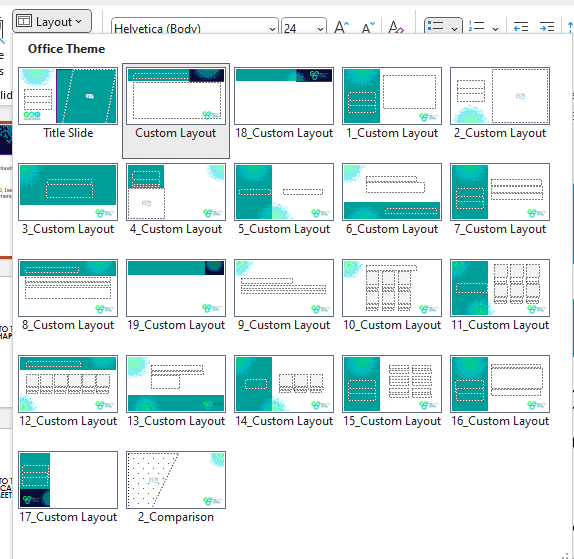 Layout
Helvetica (Body)
24
Office Theme
Title Slide
Custom Layout
18_Custom Layout
1_Custom Layout
2_Custom Layout
3_Custom Layout
4_Custom Layout
5_Custom Layout
6_Custom Layout
7_Custom Layout
8_Custom Layout
19_Custom Layout
9_Custom Layout
10_Custom Layout
11_Custom Layout
12_Custom Layout
13_Custom Layout
14_Custom Layout
15_Custom Layout
16_Custom Layout
17_Custom Layout
2_Comparison